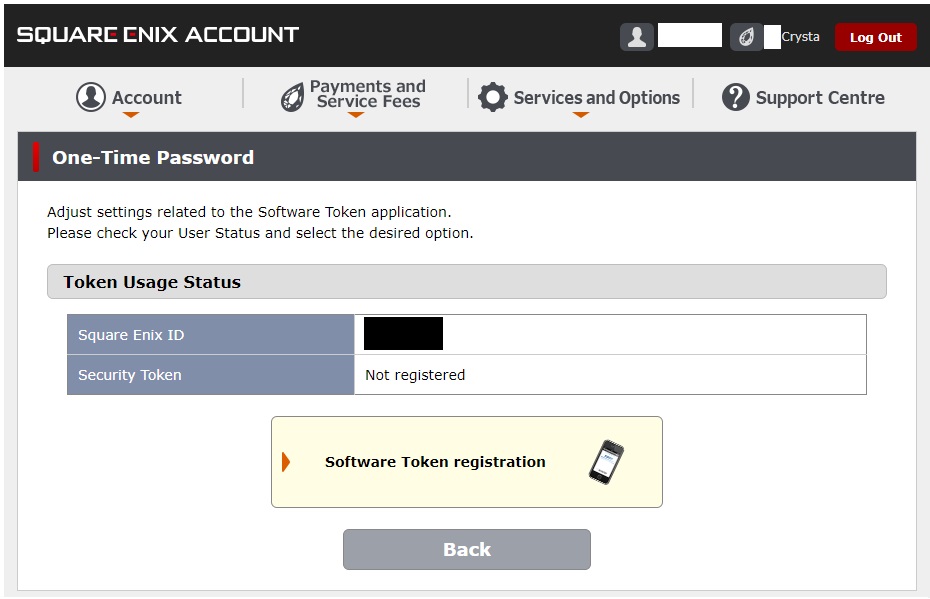 SQUARE ENIX ACCOUNT
Crysta
Log Out
Account
Payments and
Service Fees
Services and Options
Support Centre
One-Time Password
Adjust settings related to the Software Token application.
Please check your User Status and select the desired option.
Token Usage Status
Square Enix ID
Security Token
Not registered
Software Token registration
Back